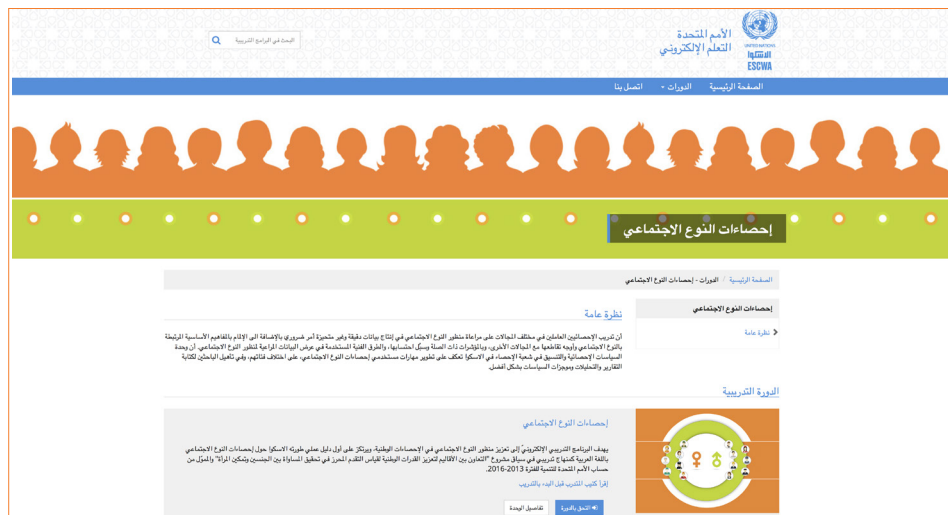 الأمم المتحدة
التعلم الإلكتروني
UNITED NATIONS
الاسكوا
ESCWA
البحث في البرامج التدريبية
الصفحة الرئيسية
الدورات
اتصل بنا
إحصاءات النوع الاجتماعي
الصفحة الرئيسية / الدورات - إحصاءات النوع الاجتماعي
إحصاءات النوع الإجتماعي
نظرة عامة
نظرة عامة
أن تدريب الإحصائيين العاملين في مختلف المجالات على مراعاة منظور النوع الاجتماعي في إنتاج بيانات دقيقة وغير متحيزة أمر ضروري بالإضافة الى الإلمام بالمفاهيم الأساسية المرتبطة
بالنوع الاجتماعي وأوجه تقاطعها مع المجالات الأخرى، وبالمؤشرات ذات الصلة وسبل احتسابها، والطرق الفنية المستخدمة في عرض البيانات المراعية لمنظور النوع الاجتماعي. أن وحدة
السياسات الإحصائية والتنسيق في شعبة الإحصاء في الاسكوا تعكف على تطوير مهارات مستخدمي إحصاءات النوع الاجتماعي، على اختلاف فئاتهم، وفي تأهيل الباحثين لكتابة
التقارير والتحليلات وموجزات السياسات بشكل أفضل.
الدورة التدريبية
إحصاءات النوع الاجتماعي
يهدف البرنامج التدريبي الإلكتروني إلى تعزيز منظور النوع الاجتماعي في الإحصاءات الوطنية. ويرتكز على أول دليل عملي طورته الاسكوا حول إحصاءات النوع الاجتماعي
باللغة العربية كمنهاج تدريبي في سياق مشروع "التعاون بين الأقاليم لتعزيز القدرات الوطنية لقياس التقدم المحرز في تحقيق المساواة بين الجنسين وتمكين المرأة" والمموّل من
حساب الأمم المتحدة للتنمية للفترة 2013-2016.
إقرأ كتيب المتدرب قبل البدء بالتدريب
التحق بالدورة
تفاصيل الوحدة